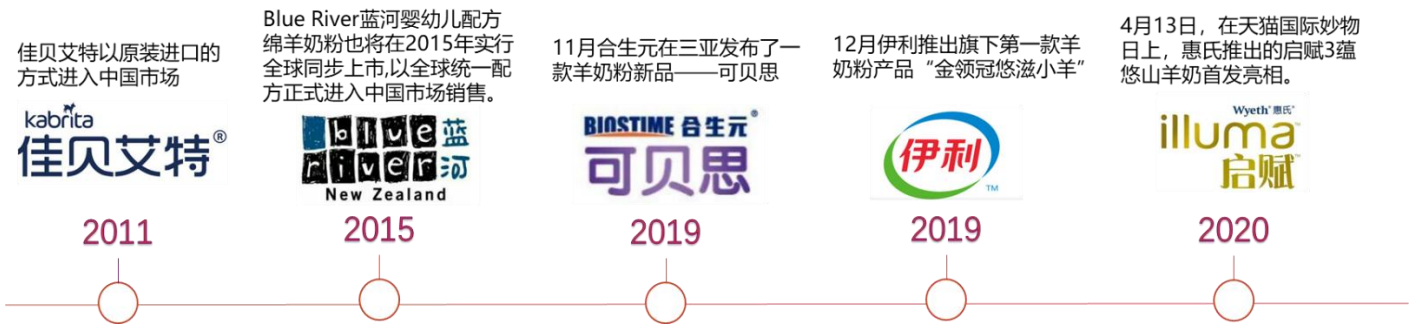 佳贝艾特以原装进口的
方式进入中国市场
kabrita
佳贝艾特®
2011
Blue River蓝河婴幼儿配方
绵羊奶粉也将在2015年实行
全球同步上市,以全球统一配
方正式进入中国市场销售。
blue 蓝
river 河
New Zealand
2015
11月合生元在三亚发布了一
款羊奶粉新品——可贝思
BIOSTIME 合生元®
可贝思
2019
12月伊利推出旗下第一款羊
奶粉产品“金领冠悠滋小羊”
伊利
TM
2019
4月13日，在天猫国际妙物
日上，惠氏推出的启赋3蕴
悠山羊奶首发亮相。
Wyeth® 惠氏®
illuma™
启赋™
2020